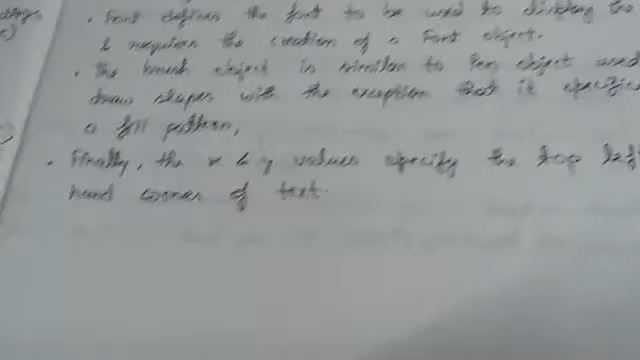 . Font defines the font to be used to display the
& requires the creation of a Font object.
. The brush object is similar to Pen object used
draw shapes with the exception that it specifies
a fill pattern,
. Finally, the x & y values specify the top left
hand corner of text.